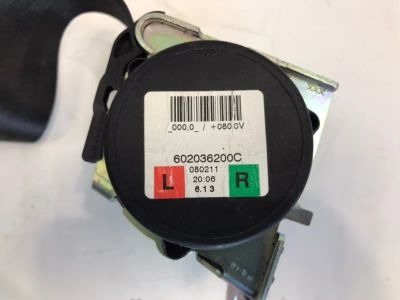 _000,0_ / +080,0V
602036200C
080211
L
20:06
R
6.13